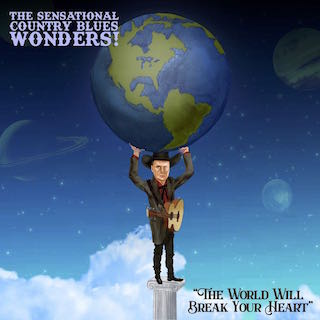 THE SENSATIONAL
COUNTRY BLUES
WONDERS!
"THE WORLD WILL
BREAK YOUR HEART"